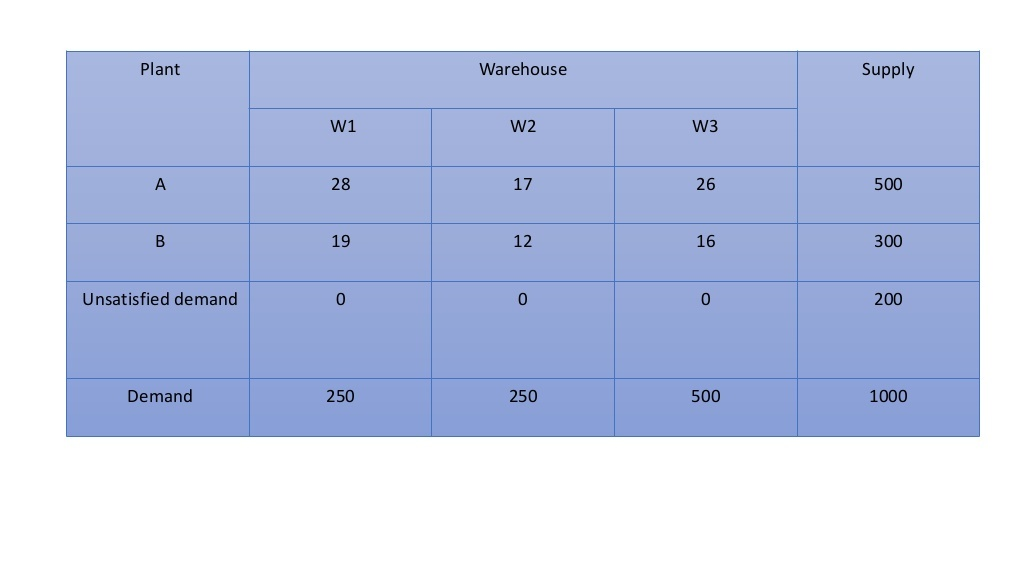 Plant Warehouse Supply
W1 W2 W3
A 28 17 26 500
B 19 12 16 300
Unsatisfied demand 0 0 0 200
Demand 250 250 500 1000